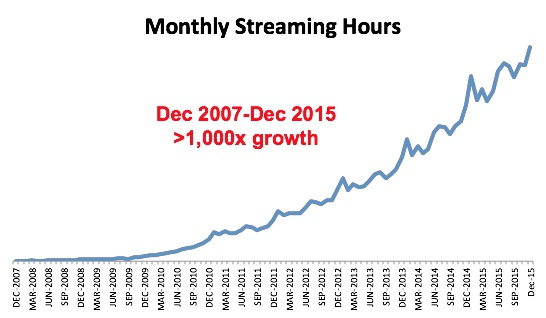 Monthly Streaming Hours
Dec 2007-Dec 2015
>1,000x growth
DEC 2007
MAR-2008
JUN-2008
SEP-2008
DEC 2008
MAR-2009
JUN-2009
SEP-2009
DEC 2009
MAR-2010
JUN-2010
SEP-2010
DEC 2010
MAR-2011
JUN-2011
SEP-2011
DEC 2011
MAR-2012
JUN-2012
SEP-2012
DEC 2012
MAR-2013
JUN-2013
SEP-2013
DEC 2013
MAR-2014
JUN-2014
SEP-2014
DEC 2014
MAR-2015
JUN-2015
SEP-2015
Dec-15